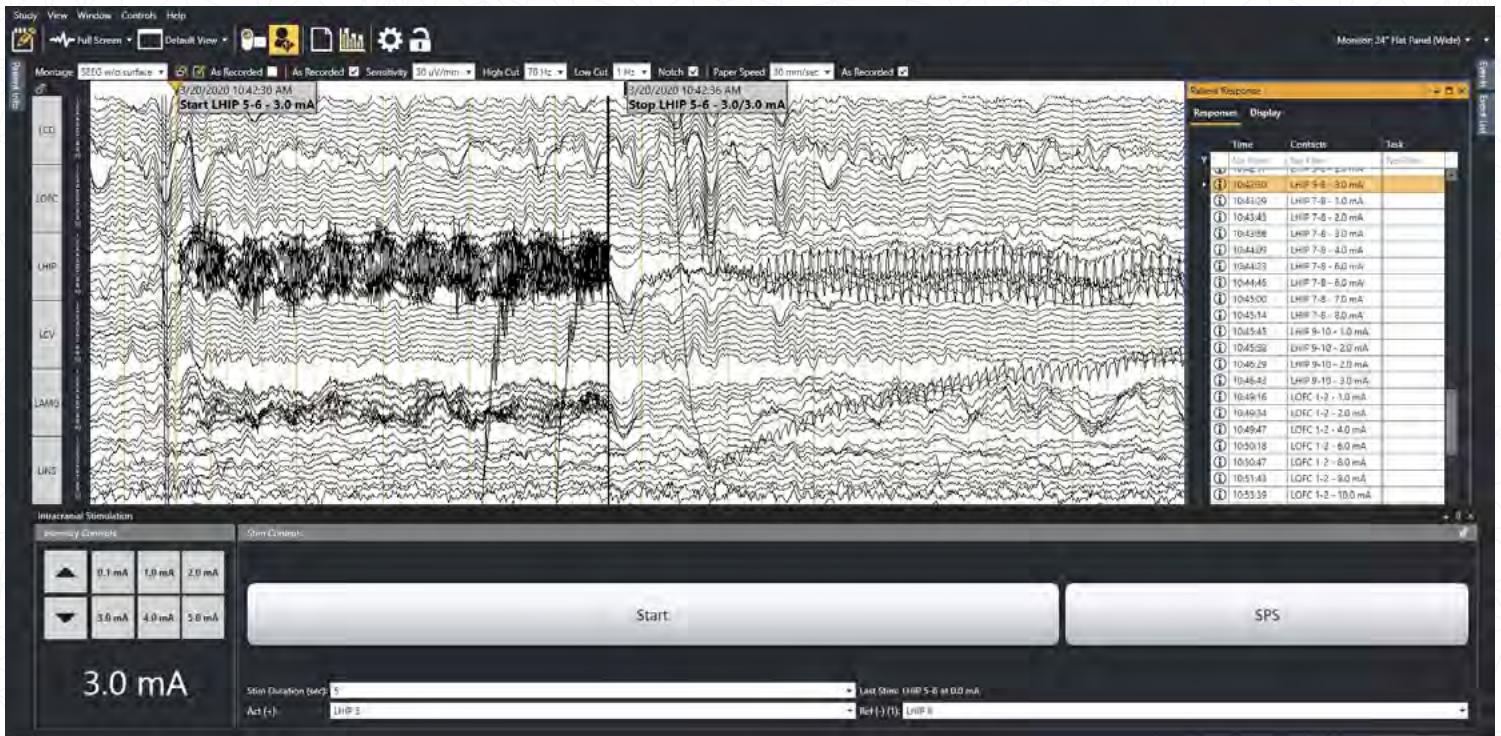 Study View Window Controls Help
Full Screen Default View
Monitor: 24" Flat Panel (Wide)
Patient Info
Montage SEEG w/o surface As Recorded As Recorded Sensitivity 30 uV/mm High Cut 70 Hz Low Cut 1 Hz Notch Paper Speed 30 mm/sec As Recorded
3/20/2020 10:42:30 AM
Start LHIP 5-6 - 3.0 mA
3/20/2020 10:42:36 AM
Stop LHIP 5-6 - 3.0/3.0 mA
LOFC
LHIP
LCV
LAMG
LINS
Patient Response
Responses Display
Time Contacts Task
10:42:30 LHIP 5-6 - 3.0 mA
10:43:29 LHIP 7-8 - 1.0 mA
10:43:43 LHIP 7-8 - 2.0 mA
10:43:58 LHIP 7-8 - 3.0 mA
10:44:09 LHIP 7-8 - 4.0 mA
10:44:23 LHIP 7-8 - 6.0 mA
10:44:46 LHIP 7-8 - 6.0 mA
10:45:00 LHIP 7-8 - 7.0 mA
10:45:14 LHIP 7-8 - 8.0 mA
10:45:45 LHIP 9-10 - 1.0 mA
LHIP 9-10 - 2.0 mA
10:46:29 LHIP 9-10 - 2.0 mA
10:46:43 LHIP 9-10 - 3.0 mA
10:49:16 LOFC 1-2 - 1.0 mA
10:49:34 LOFC 1-2 - 2.0 mA
10:49:47 LOFC 1-2 - 4.0 mA
10:50:18 LOFC 1-2 - 6.0 mA
10:50:47 LOFC 1-2 - 8.0 mA
10:51:43 LOFC 1-2 - 9.0 mA
10:53:39 LOFC 1-2 - 10.0 mA
Event List
Intracranial Stimulation
Intensity Controls
Stim Controls
0.1 mA 1.0 mA 2.0 mA
3.0 mA 4.0 mA 5.0 mA
3.0 mA
Start
SPS
Stim Duration (sec): 5
Last Stim: LHIP 5-6 at 0.0 mA
Act (+): LHIP 5
Ref (-) (1): LHIP 6